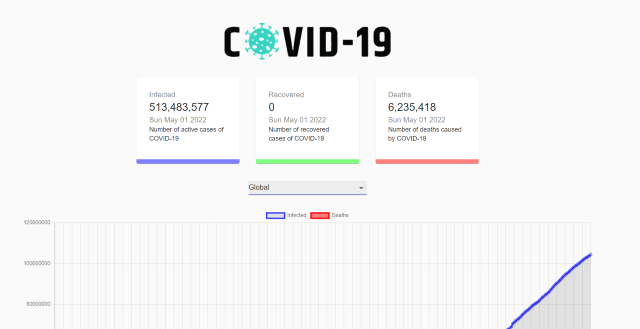 COVID-19
Infected
513,483,577
Sun May 01 2022
Number of active cases of
COVID-19
Recovered
0
Sun May 01 2022
Number of recovered
cases of COVID-19
Deaths
6,235,418
Sun May 01 2022
Number of deaths caused
by COVID-19
Global
Infected Deaths
120000000
100000000
80000000